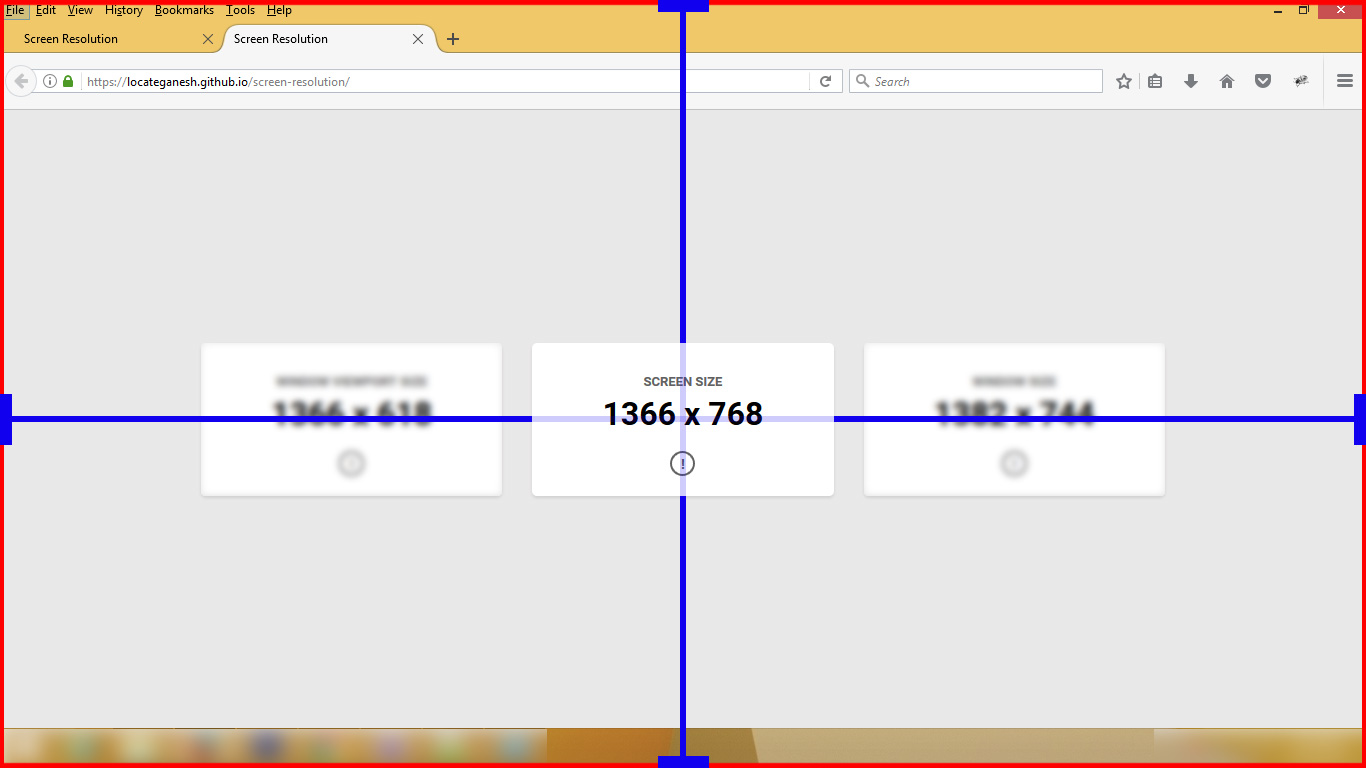 File Edit View History Bookmarks Tools Help
Screen Resolution
Screen Resolution
https://locateganesh.github.io/screen-resolution/
Search
WINDOW VIEWPORT SIZE
1366 x 618
SCREEN SIZE
1366 x 768
!
WINDOW SIZE
1382 x 744